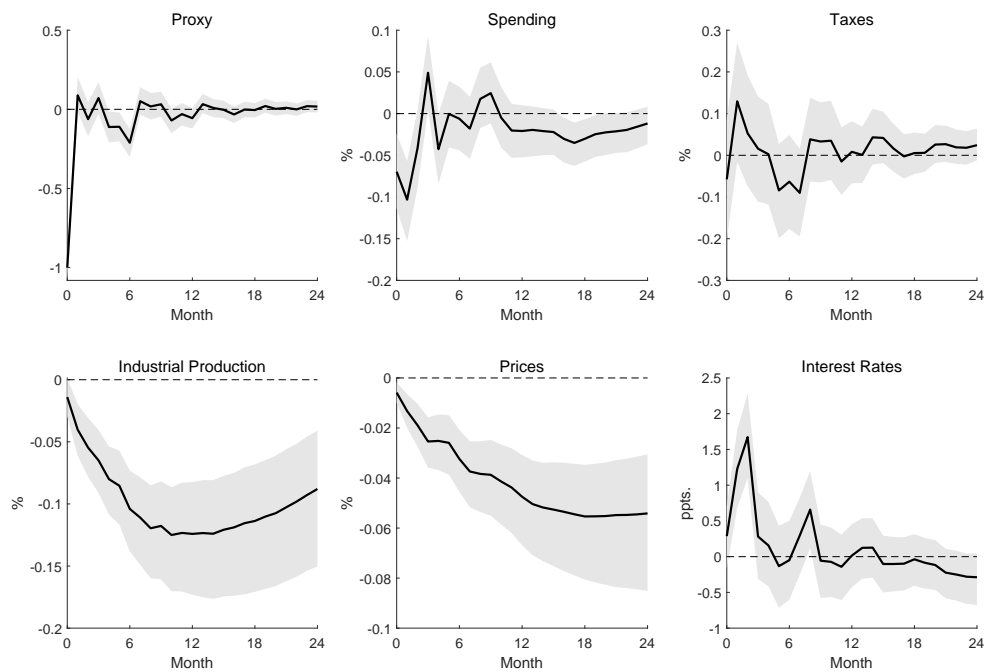 Proxy
0.5
0
-0.5
-1
0 6 12 18 24
Month
Spending
%
0.1
0.05
0
-0.05
-0.1
-0.15
-0.2
0 6 12 18 24
Month
Taxes
%
0.3
0.2
0.1
0
-0.1
-0.2
-0.3
0 6 12 18 24
Month
Industrial Production
%
0
-0.05
-0.1
-0.15
-0.2
0 6 12 18 24
Month
Prices
%
0
-0.02
-0.04
-0.06
-0.08
-0.1
0 6 12 18 24
Month
Interest Rates
ppts.
2.5
2
1.5
1
0.5
0
-0.5
-1
0 6 12 18 24
Month